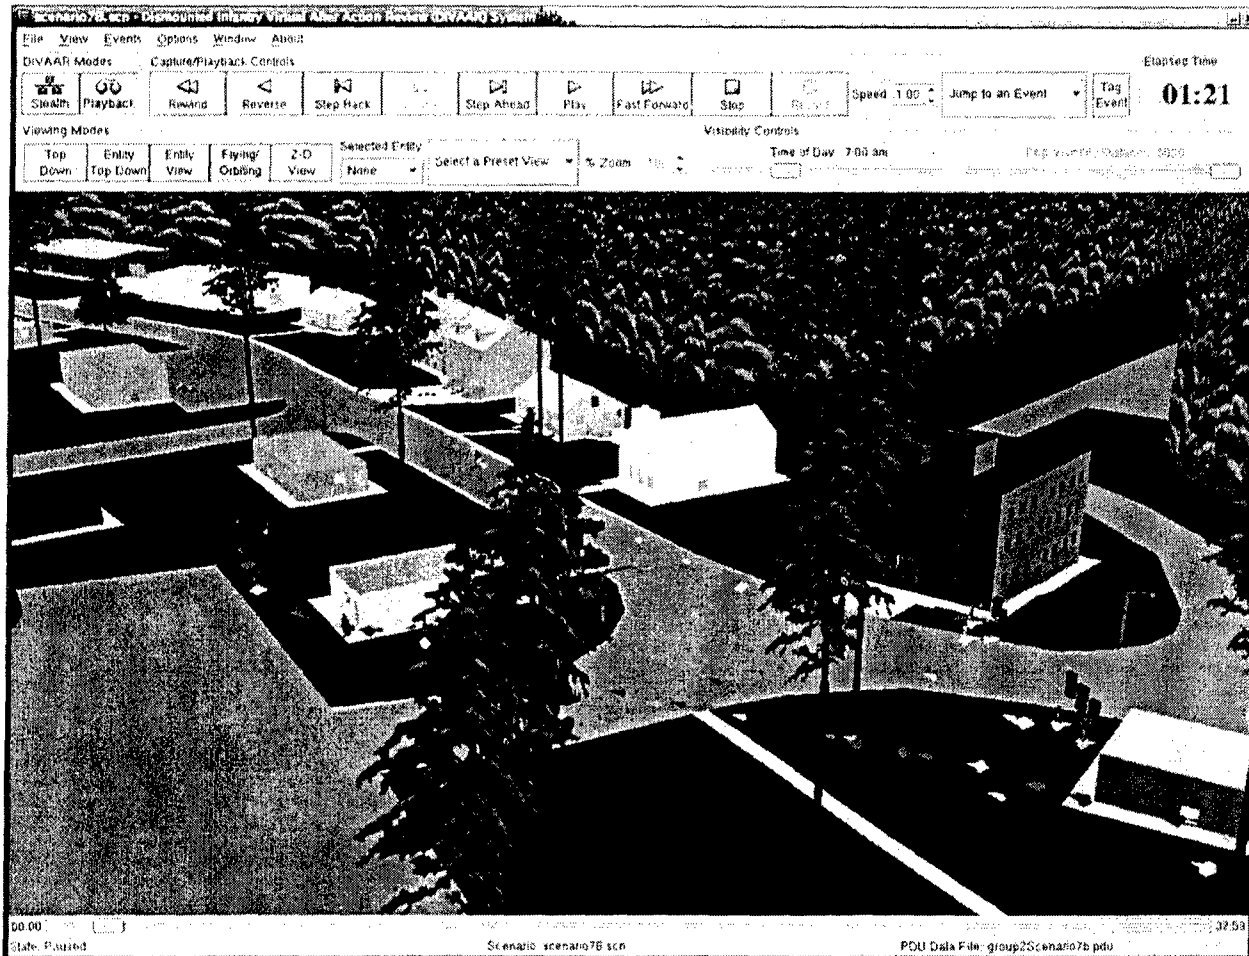 scenario7B.scn - Dismounted Infantry Virtual After Action Review (DIVAAR) System
File View Events Options Window About
DIVAAR Modes Capture/Playback Controls Elapsed Time
Stealth Playback Rewind Reverse Step Back Step Ahead Play Fast Forward Stop Record Speed 1.00 Jump to an Event Tag Event 01:21
Viewing Modes Visibility Controls
Top Down Entity Top Down Entity View Flying/ Orbiting 2-D View Selected Entity None Select a Preset View % Zoom Time of Day 7:00 am
00:00 32:59
State: Paused Scenario: scenario7B.scn PDU Data File: group2Scenario7b.pdu